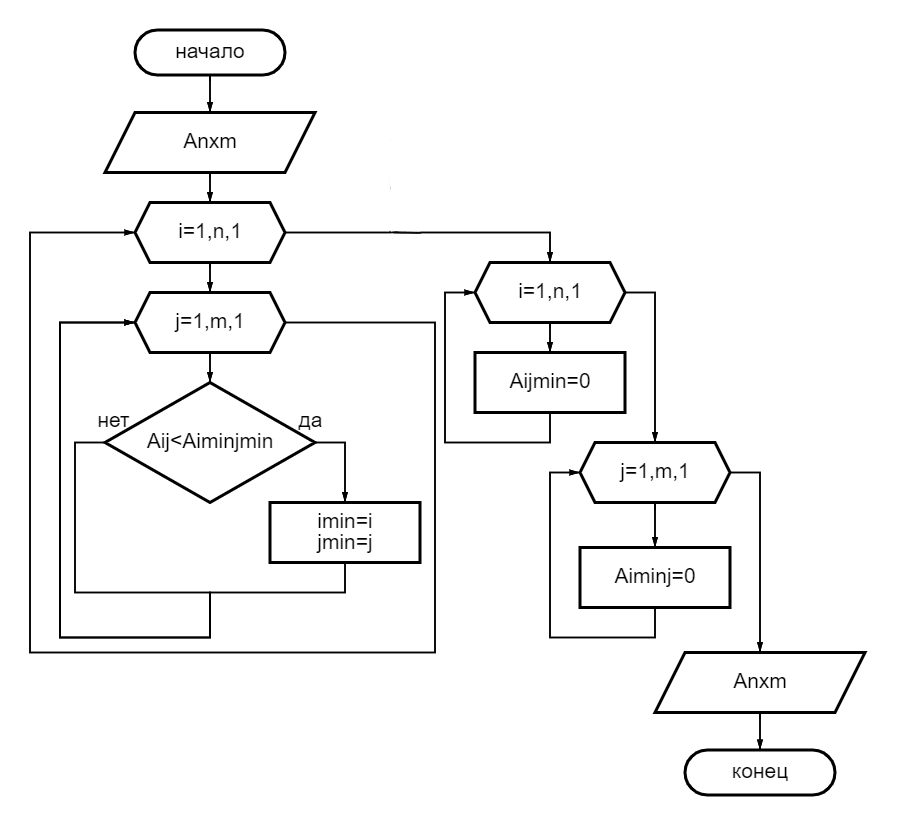 начало
Anxm
i=1,n,1
j=1,m,1
нет
да
Aij<Aiminjmin
imin=i
jmin=j
i=1,n,1
Aijmin=0
j=1,m,1
Aiminj=0
Anxm
конец